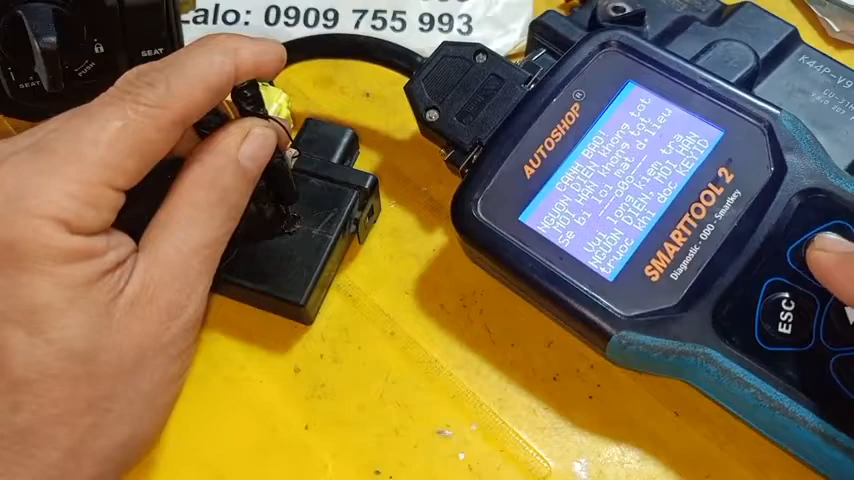 Zalo: 0909 755 993
SEAT
PUSH
SEAT
K44P-V
AUTOSHOP®
CANH BAO!
NGUON DIEN khong tot
MOI HAN khong tot
se bi loi mat d.lieu
---oOo---
Vui long kiem tra
NGUON DIEN, MOI HAN
truoc khi doc KEYID
SMARTTOOL 2
Diagnostic - ODO - Smartkey
ESC